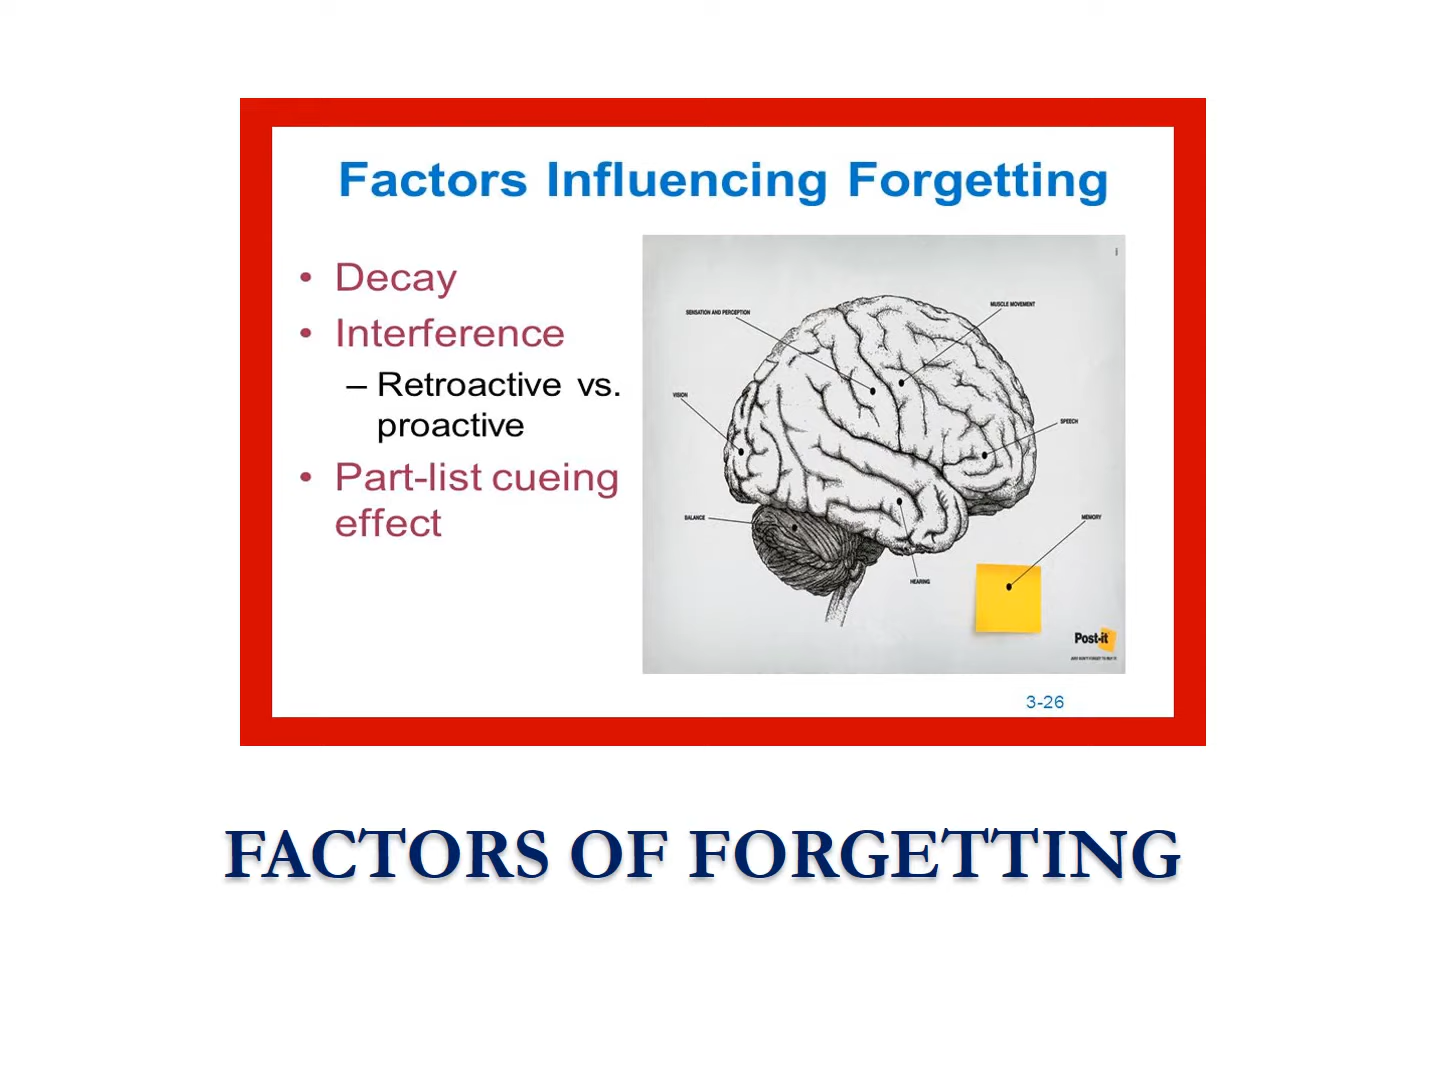 Factors Influencing Forgetting
• Decay
• Interference
– Retroactive vs.
proactive
• Part-list cueing
effect
SENSATION AND PERCEPTION
MUSCLE MOVEMENT
VISION
SPEECH
BALANCE
MEMORY
HEARING
Post-it
3-26
FACTORS OF FORGETTING